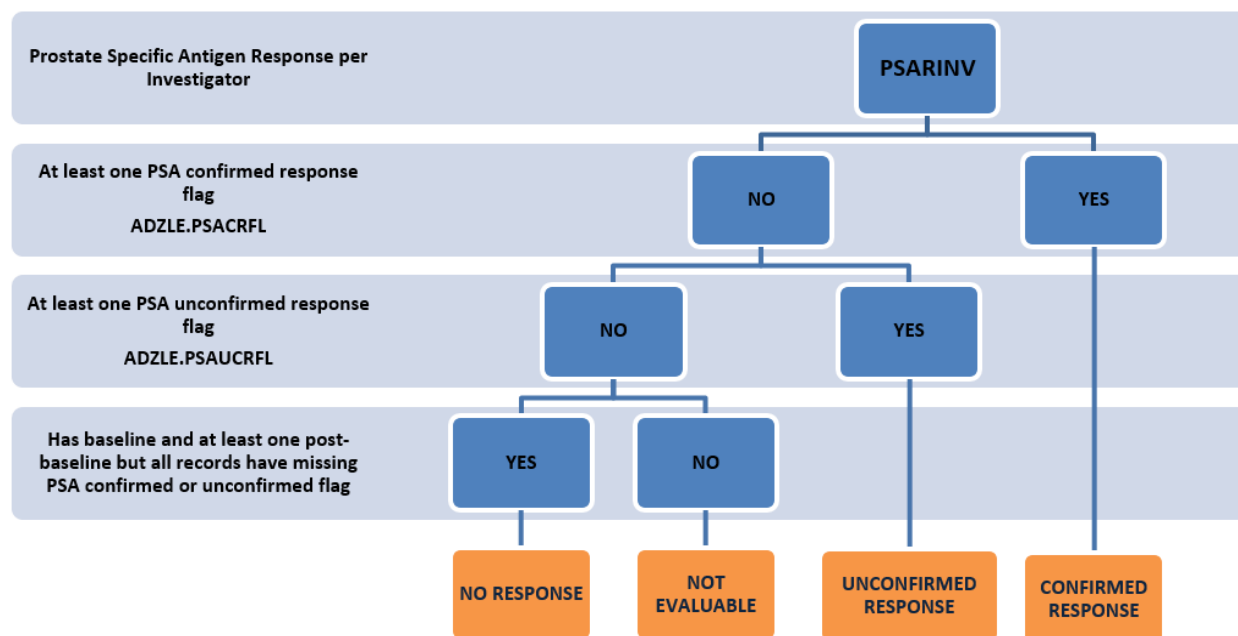 Prostate Specific Antigen Response per
Investigator
PSARINV
At least one PSA confirmed response
flag
ADZLE.PSACRFL
NO
YES
At least one PSA unconfirmed response
flag
ADZLE.PSAUCRFL
NO
YES
Has baseline and at least one post-
baseline but all records have missing
PSA confirmed or unconfirmed flag
YES
NO
NO RESPONSE
NOT
EVALUABLE
UNCONFIRMED
RESPONSE
CONFIRMED
RESPONSE